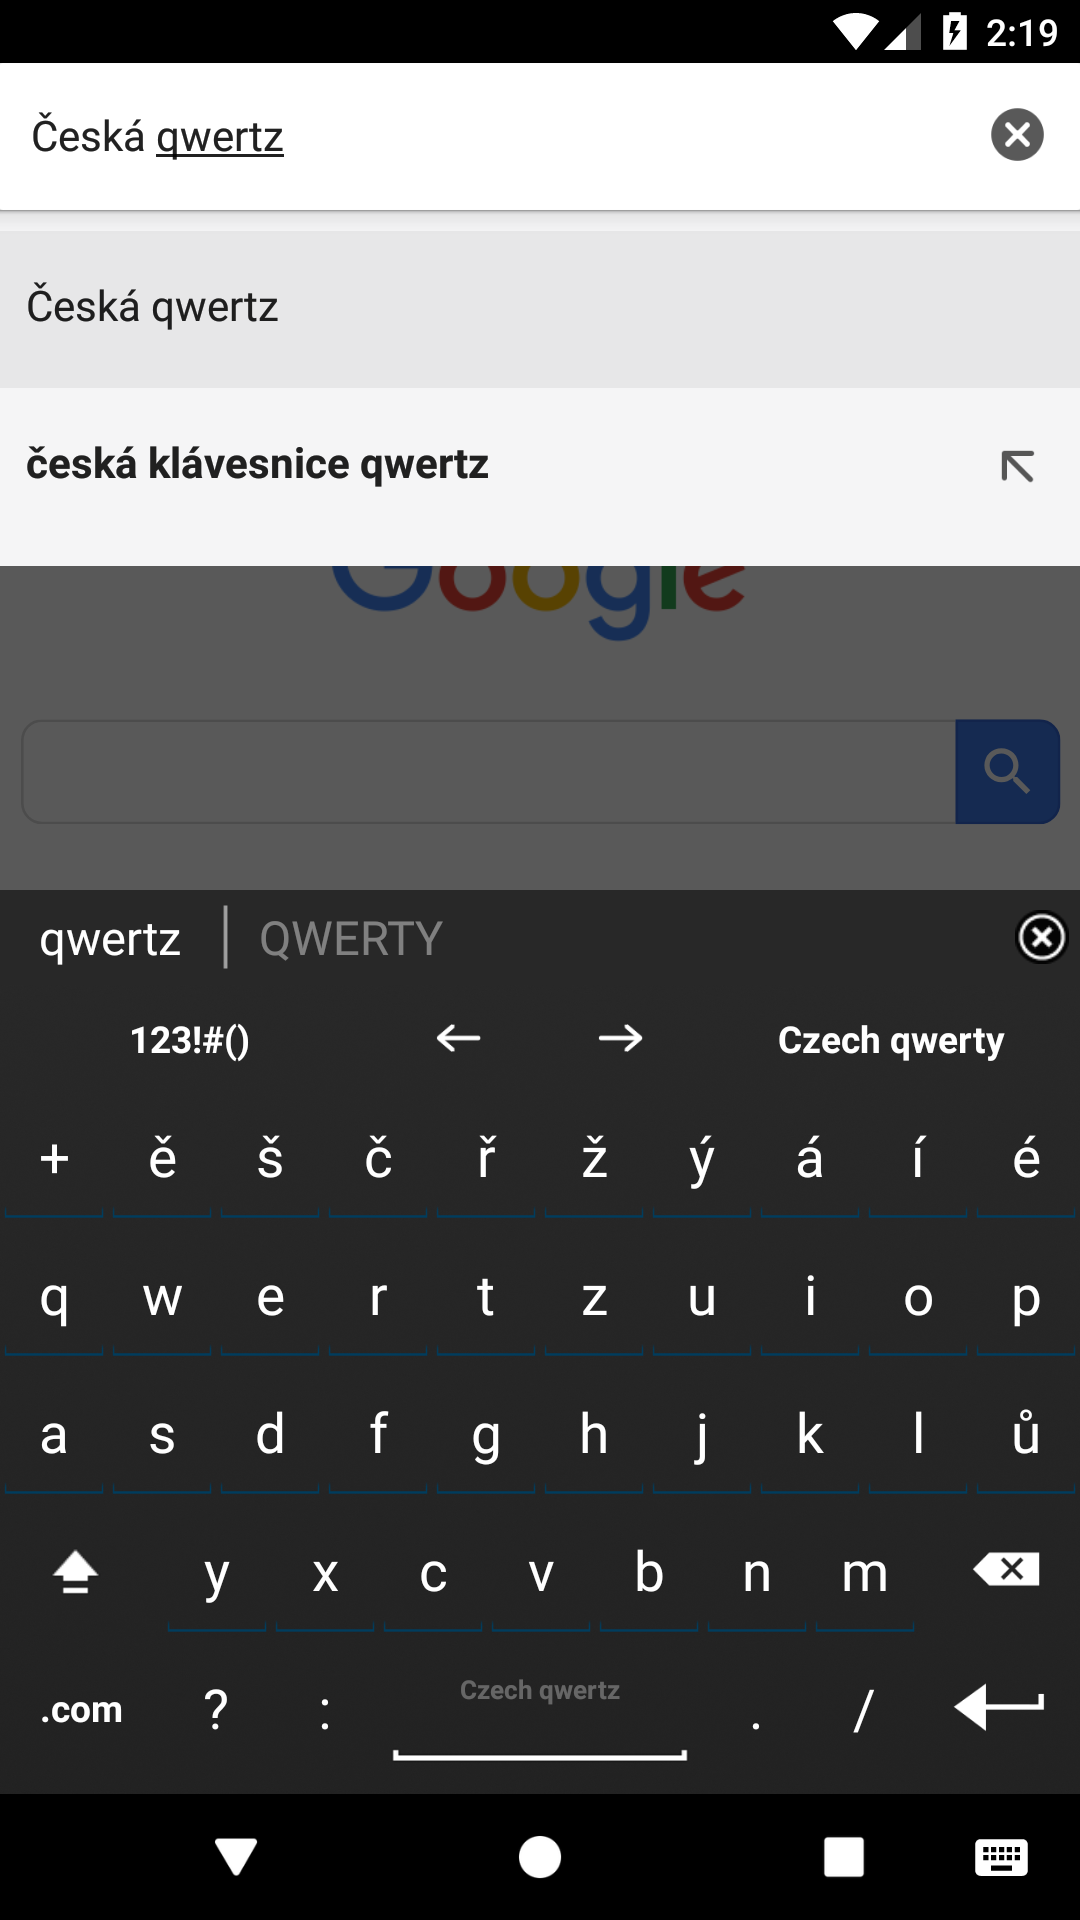 2:19
Česká qwertz
Česká qwertz
česká klávesnice qwertz
Google
qwertz QWERTY
123!#() ← → Czech qwerty
+ ě š č ř ž ý á í é
q w e r t z u i o p
a s d f g h j k l ů
y x c v b n m
.com ? : Czech qwertz . /